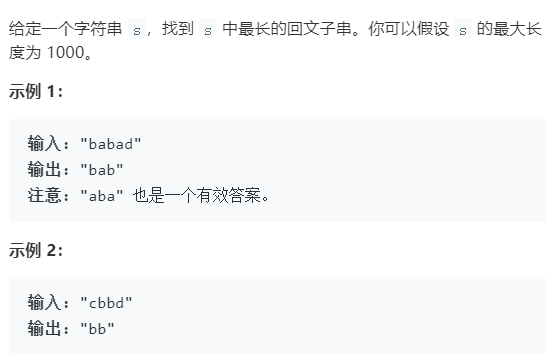 给定一个字符串 s，找到 s 中最长的回文子串。你可以假设 s 的最大长
度为 1000。
示例 1：
输入："babad"
输出："bab"
注意："aba" 也是一个有效答案。
示例 2：
输入："cbbd"
输出："bb"